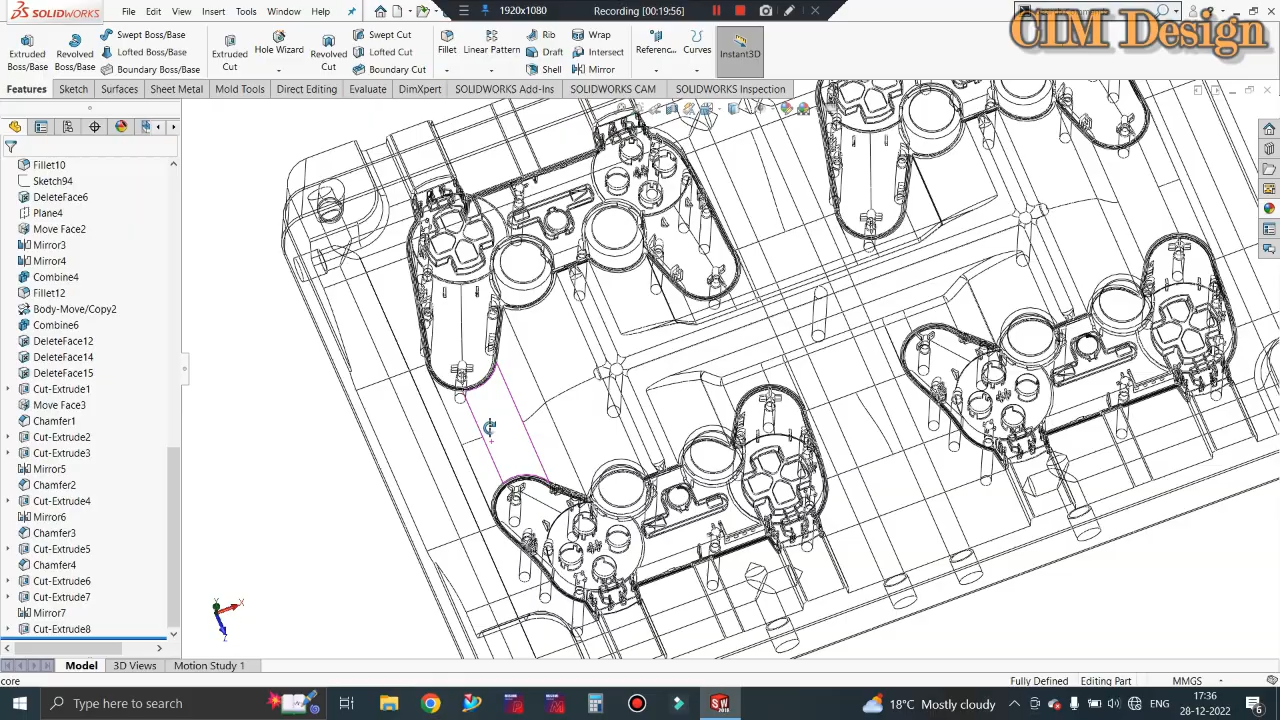 SOLIDWORKS
File Edit View Insert Tools Window Help
1920x1080
Recording [00:19:56]
CIM Design
Extruded Boss/Base
Revolved Boss/Base
Swept Boss/Base
Lofted Boss/Base
Boundary Boss/Base
Extruded Cut
Hole Wizard
Revolved Cut
Swept Cut
Lofted Cut
Boundary Cut
Fillet
Linear Pattern
Rib
Draft
Shell
Wrap
Intersect
Mirror
Referenc...
Curves
Instant3D
Features Sketch Surfaces Sheet Metal Mold Tools Direct Editing Evaluate DimXpert SOLIDWORKS Add-Ins SOLIDWORKS CAM SOLIDWORKS Inspection
Fillet10
Sketch94
DeleteFace6
Plane4
Move Face2
Mirror3
Mirror4
Combine4
Fillet12
Body-Move/Copy2
Combine6
DeleteFace12
DeleteFace14
DeleteFace15
Cut-Extrude1
Move Face3
Chamfer1
Cut-Extrude2
Cut-Extrude3
Mirror5
Chamfer2
Cut-Extrude4
Mirror6
Chamfer3
Cut-Extrude5
Chamfer4
Cut-Extrude6
Cut-Extrude7
Mirror7
Cut-Extrude8
X
Model 3D Views Motion Study 1
core
Fully Defined Editing Part MMGS
Type here to search
18°C Mostly cloudy
ENG
17:36
28-12-2022
6